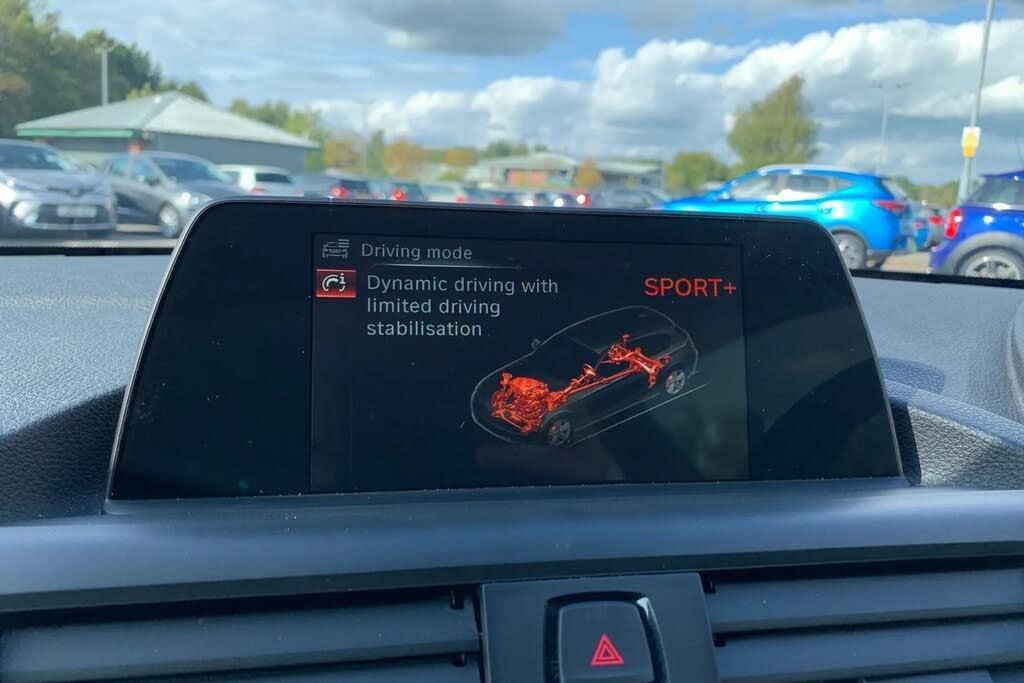 Driving mode
Dynamic driving with
limited driving
stabilisation
SPORT+